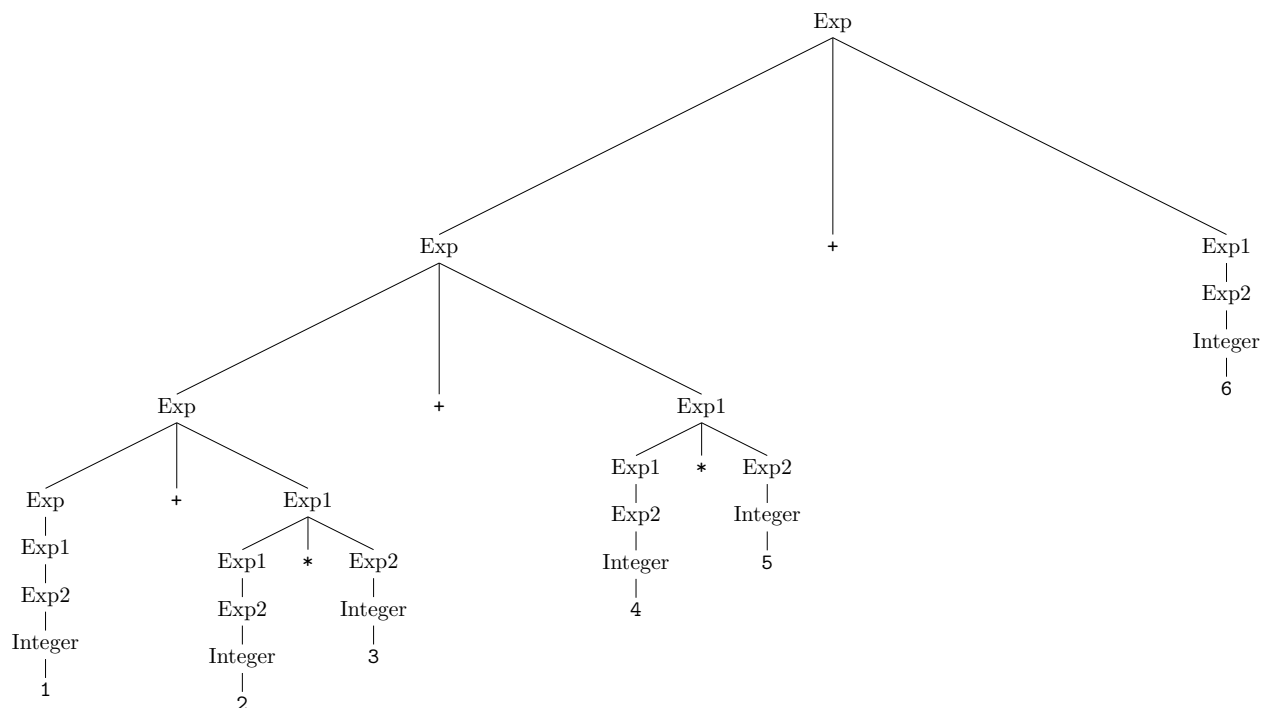 Exp
Exp + Exp1
Exp2
Integer
6
Exp + Exp1
Exp1 * Exp2
Exp2 Integer
Integer 5
4
Exp + Exp1
Exp1 Exp1 * Exp2
Exp2 Exp2 Integer
Integer Integer 3
1 2